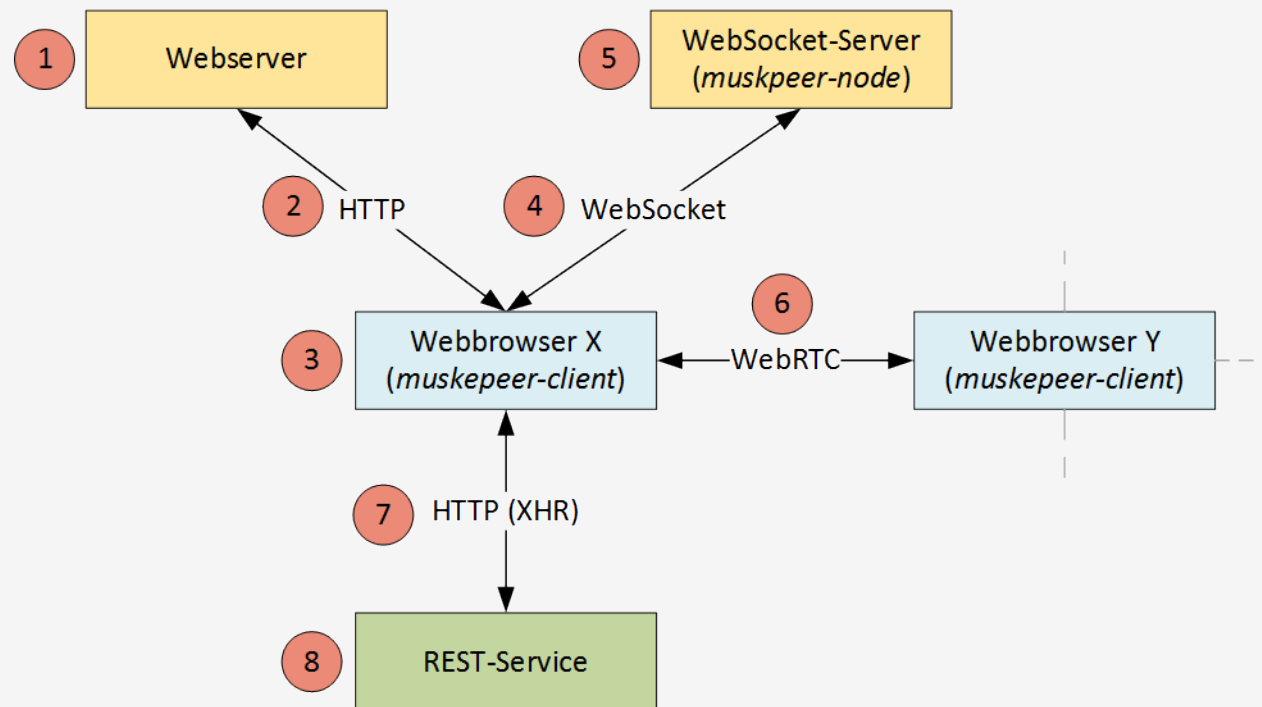 1
Webserver
5
WebSocket-Server
(muskpeer-node)
2
HTTP
4
WebSocket
6
3
Webbrowser X
(muskepeer-client)
WebRTC
Webbrowser Y
(muskepeer-client)
7
HTTP (XHR)
8
REST-Service